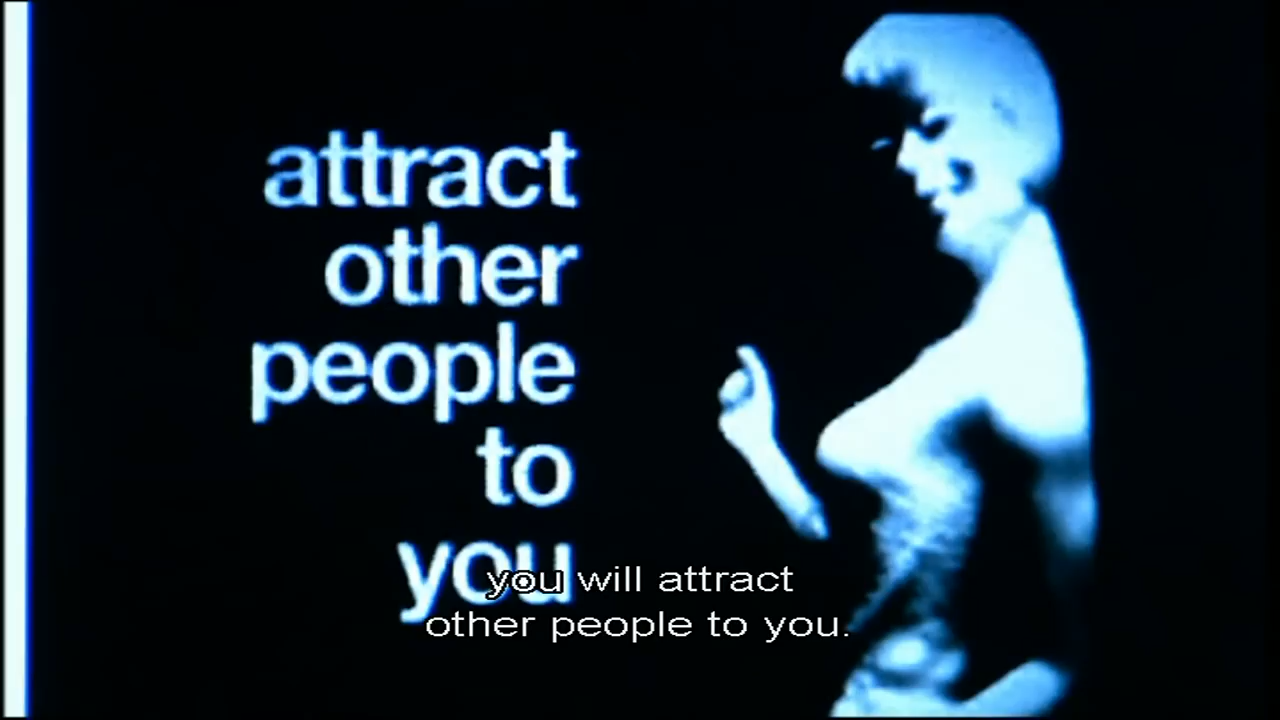 attract
other
people
to
you
you will attract
other people to you.